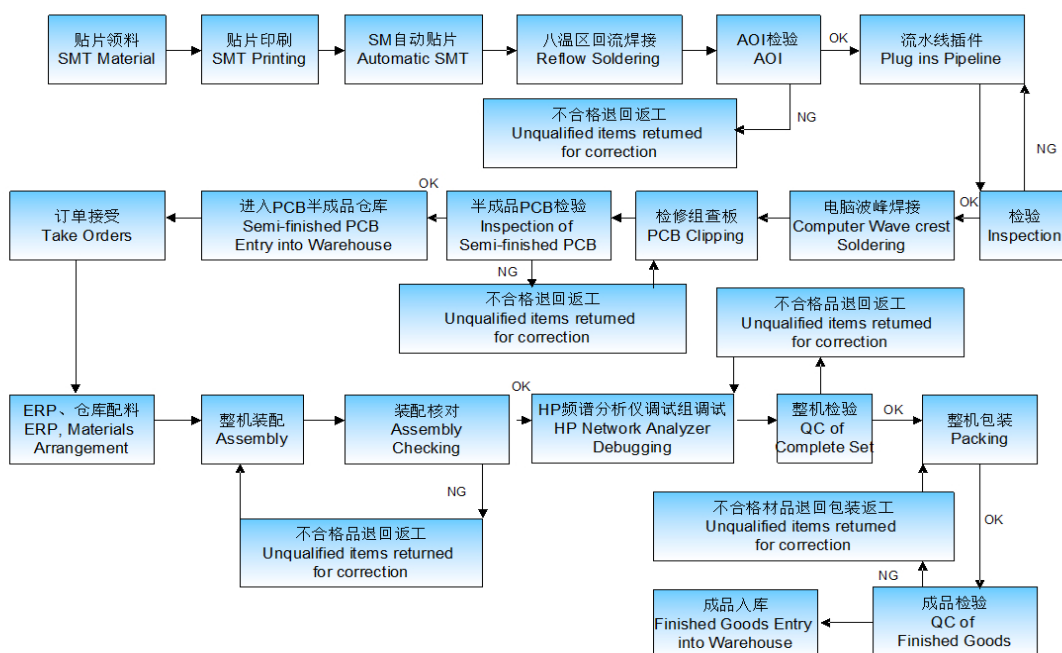 贴片领料
SMT Material
贴片印刷
SMT Printing
SM自动贴片
Automatic SMT
八温区回流焊接
Reflow Soldering
AOI检验
AOI
OK
流水线插件
Plug ins Pipeline
NG
不合格退回返工
Unqualified items returned
for correction
NG
订单接受
Take Orders
进入PCB半成品仓库
Semi-finished PCB
Entry into Warehouse
OK
半成品PCB检验
Inspection of
Semi-finished PCB
检修组查板
PCB Clipping
电脑波峰焊接
Computer Wave crest
Soldering
OK
检验
Inspection
NG
不合格退回返工
Unqualified items returned
for correction
不合格品退回返工
Unqualified items returned
for correction
ERP、仓库配料
ERP, Materials
Arrangement
整机装配
Assembly
装配核对
Assembly
Checking
OK
HP频谱分析仪调试组调试
HP Network Analyzer
Debugging
整机检验
QC of
Complete Set
OK
整机包装
Packing
NG
不合格品退回返工
Unqualified items returned
for correction
不合格材品退回包装返工
Unqualified items returned
for correction
OK
NG
成品入库
Finished Goods Entry
into Warehouse
成品检验
QC of
Finished Goods